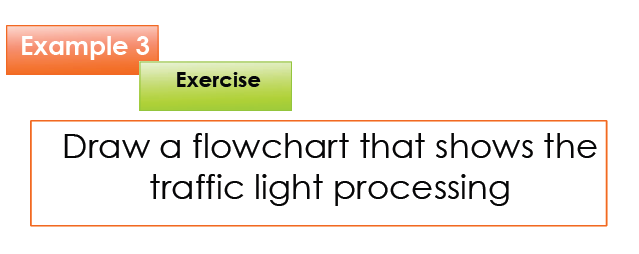 Example 3
Exercise
Draw a flowchart that shows the
traffic light processing